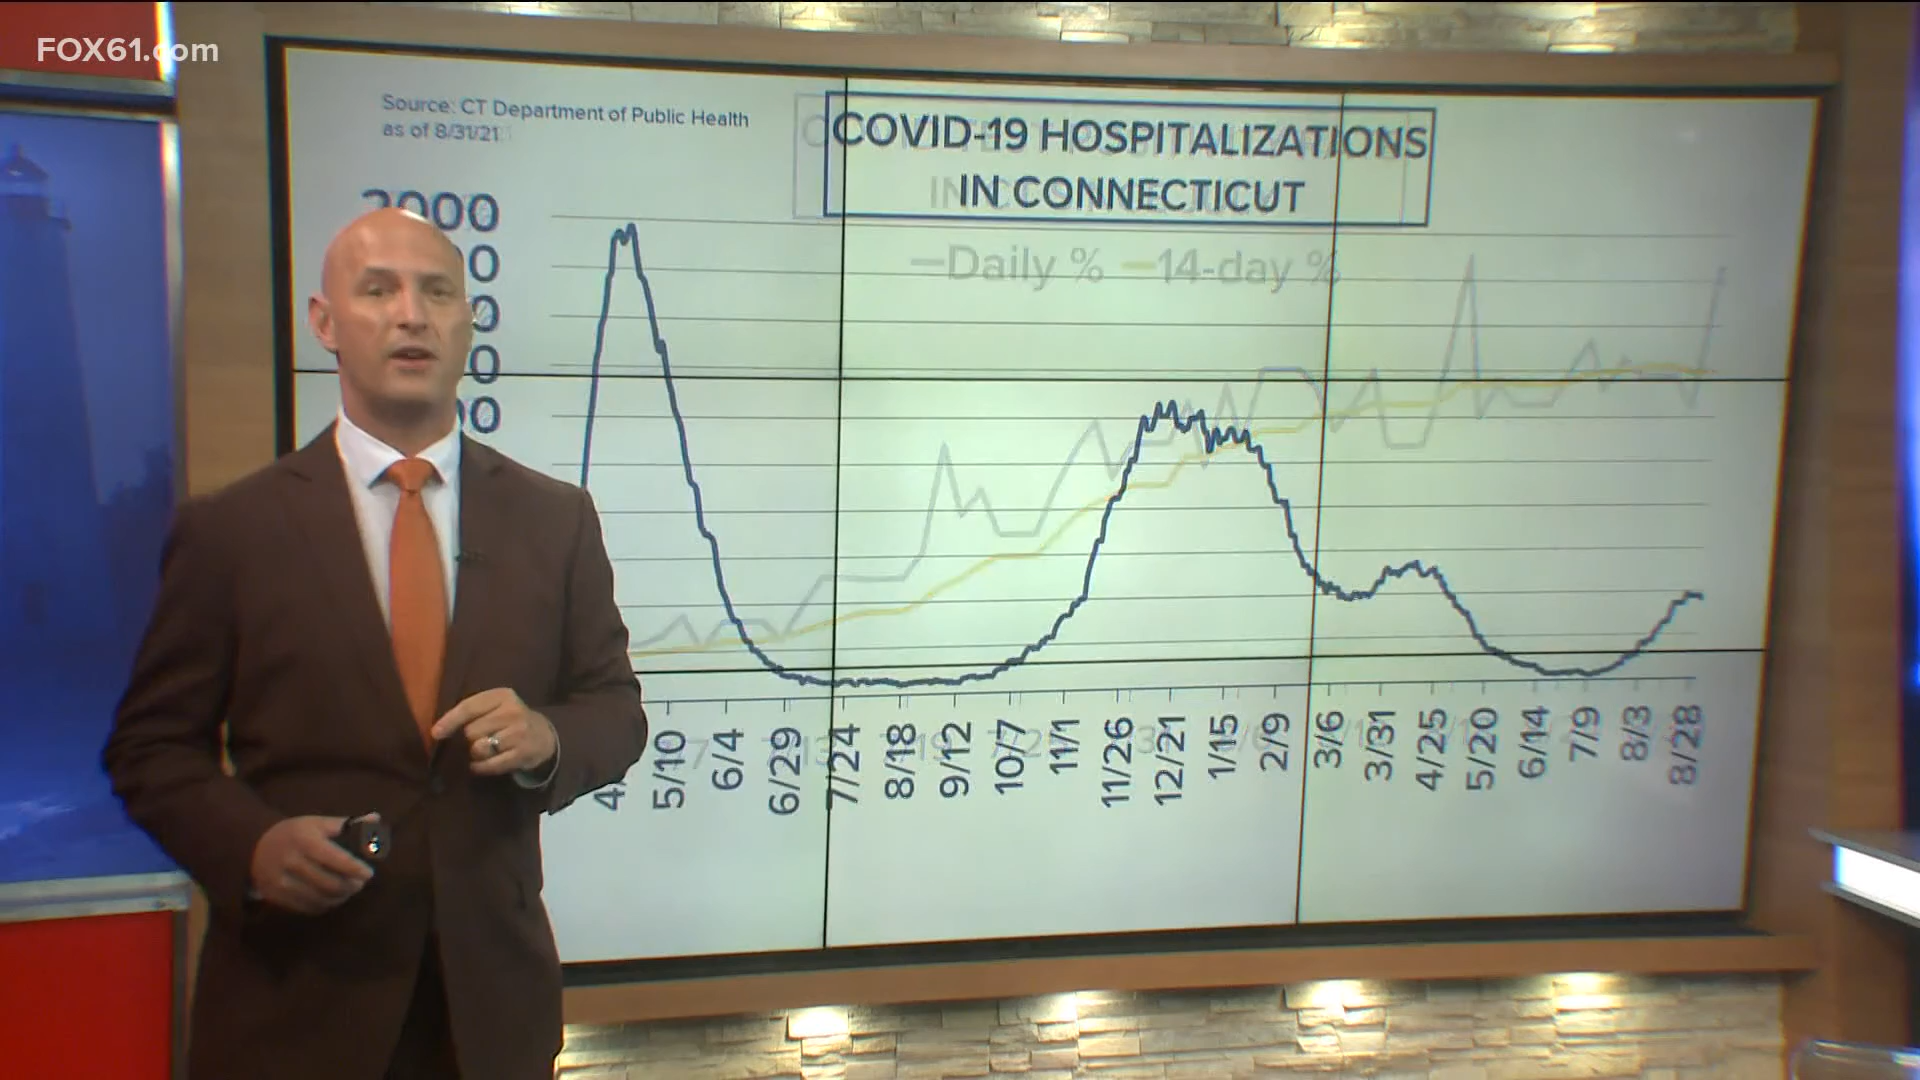 FOX61.com
Source: CT Department of Public Health
as of 8/31/21
COVID-19 HOSPITALIZATIONS
IN CONNECTICUT
Daily % 14-day %
2000
5/10 6/4 6/29 7/24 8/18 9/12 10/7 11/1 11/26 12/21 1/15 2/9 3/6 3/31 4/25 5/20 6/14 7/9 8/3 8/28